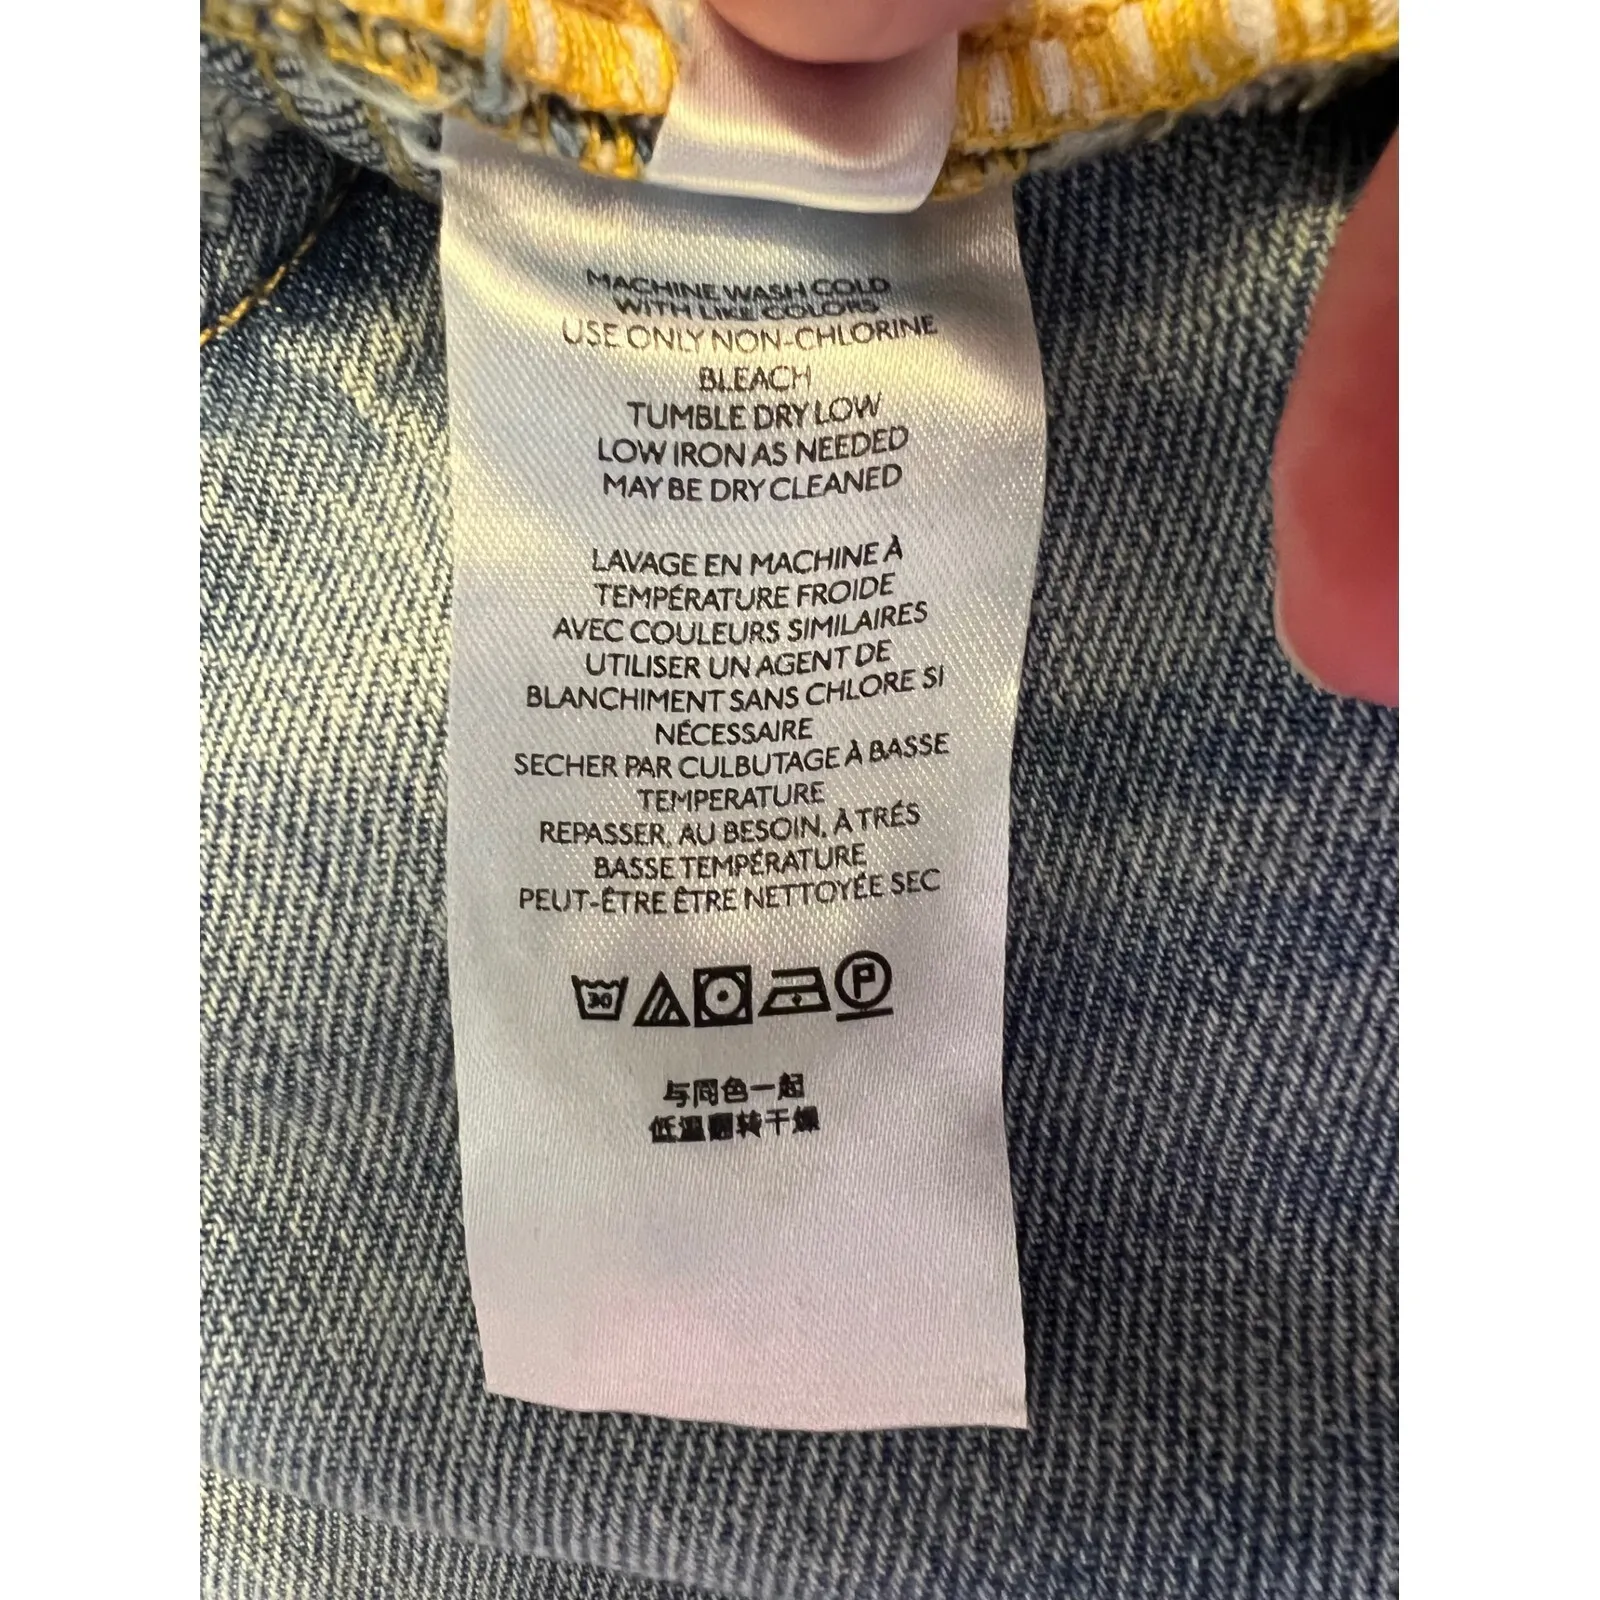 MACHINE WASH COLD
WITH LIKE COLORS
USE ONLY NON-CHLORINE
BLEACH
TUMBLE DRY LOW
LOW IRON AS NEEDED
MAY BE DRY CLEANED
LAVAGE EN MACHINE À
TEMPÉRATURE FROIDE
AVEC COULEURS SIMILAIRES
UTILISER UN AGENT DE
BLANCHIMENT SANS CHLORE SI
NÉCESSAIRE
SECHER PAR CULBUTAGE À BASSE
TEMPERATURE
REPASSER, AU BESOIN, À TRÉS
BASSE TEMPÉRATURE
PEUT-ÊTRE ÊTRE NETTOYÉE SEC
30 P
与同色一起
低温翻转干燥